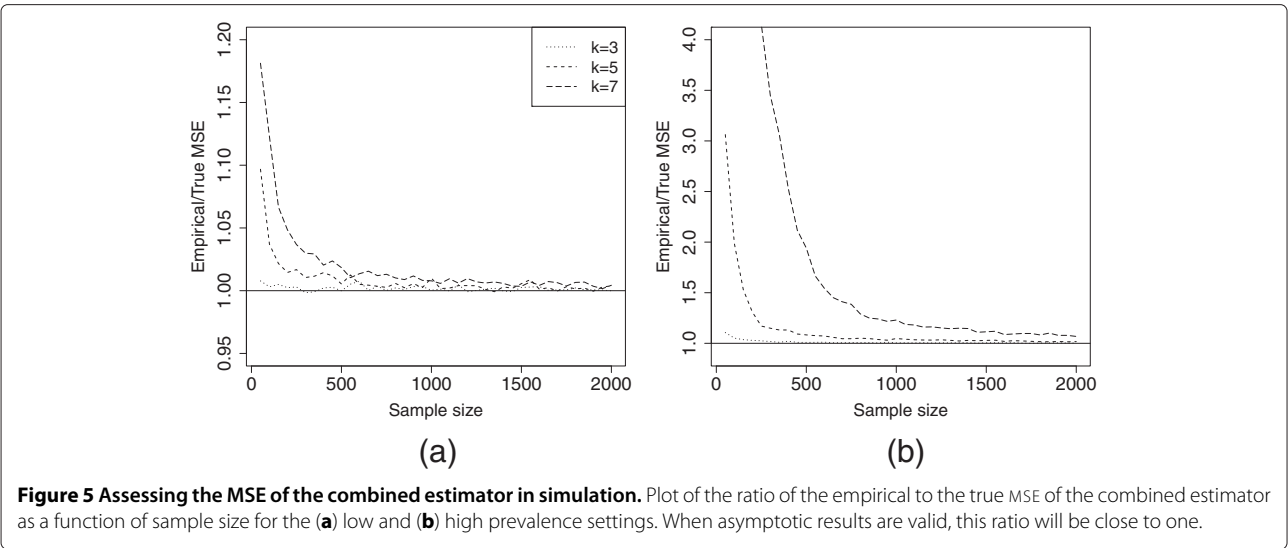 1.20
1.15
1.10
1.05
1.00
0.95
Empirical/True MSE
k=3
k=5
k=7
0 500 1000 1500 2000
Sample size
(a)
4.0
3.5
3.0
2.5
2.0
1.5
1.0
Empirical/True MSE
0 500 1000 1500 2000
Sample size
(b)
Figure 5 Assessing the MSE of the combined estimator in simulation. Plot of the ratio of the empirical to the true MSE of the combined estimator
as a function of sample size for the (a) low and (b) high prevalence settings. When asymptotic results are valid, this ratio will be close to one.